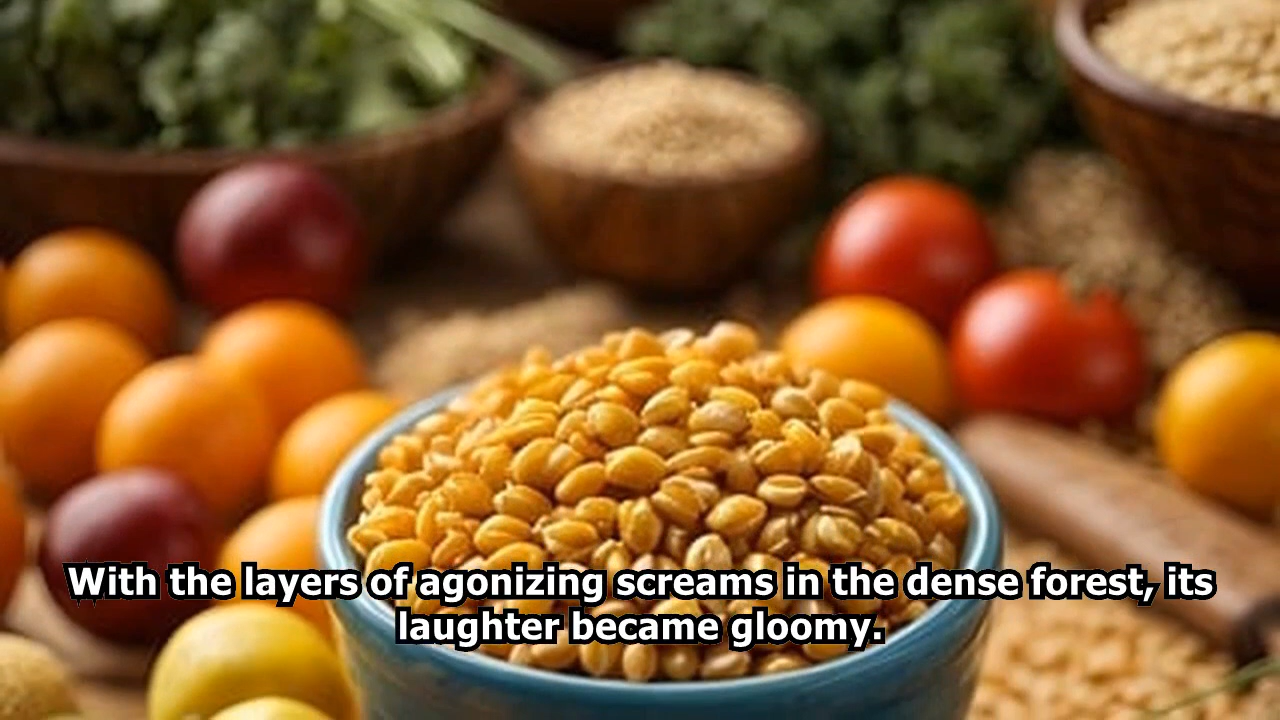 With the layers of agonizing screams in the dense forest, its
laughter became gloomy.